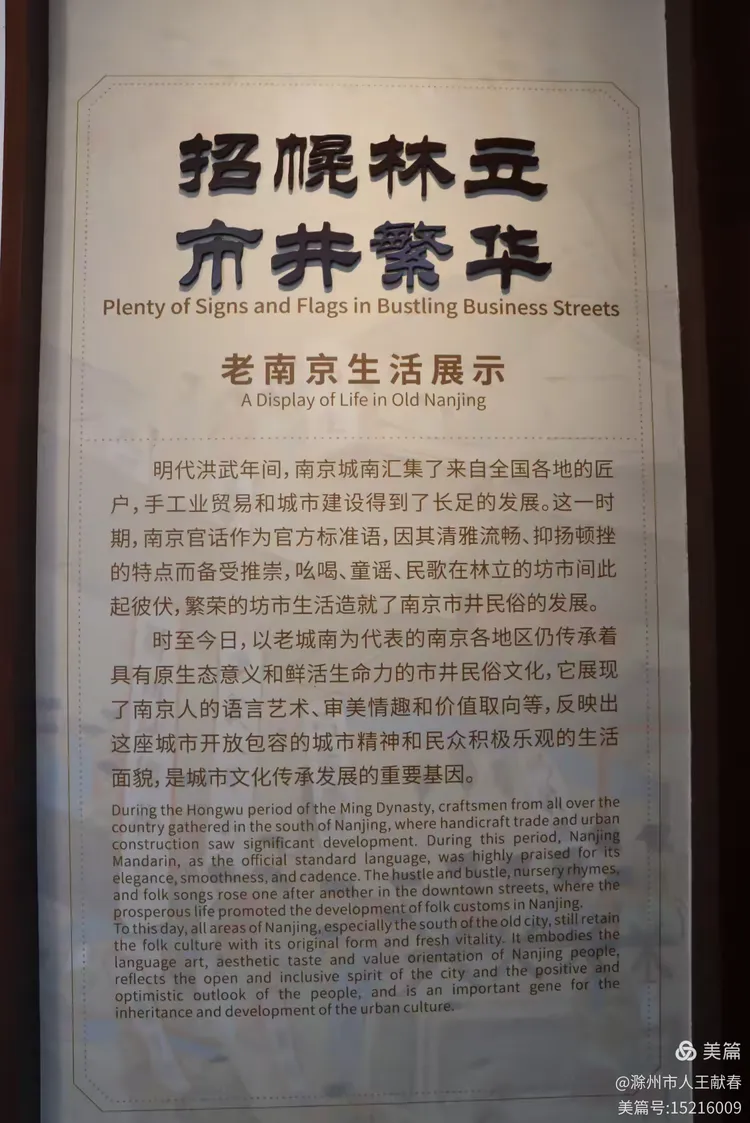 招幌林立
市井繁华
Plenty of Signs and Flags in Bustling Business Streets
老南京生活展示
A Display of Life in Old Nanjing
明代洪武年间，南京城南汇集了来自全国各地的匠
户，手工业贸易和城市建设得到了长足的发展。这一时
期，南京官话作为官方标准语，因其清雅流畅、抑扬顿挫
的特点而备受推崇，吆喝、童谣、民歌在林立的坊市间此
起彼伏，繁荣的坊市生活造就了南京市井民俗的发展。
时至今日，以老城南为代表的南京各地区仍传承着
具有原生态意义和鲜活生命力的市井民俗文化，它展现
了南京人的语言艺术、审美情趣和价值取向等，反映出
这座城市开放包容的城市精神和民众积极乐观的生活
面貌，是城市文化传承发展的重要基因。
During the Hongwu period of the Ming Dynasty, craftsmen from all over the
country gathered in the south of Nanjing, where handicraft trade and urban
construction saw significant development. During this period, Nanjing
Mandarin, as the official standard language, was highly praised for its
elegance, smoothness, and cadence. The hustle and bustle, nursery rhymes,
and folk songs rose one after another in the downtown streets, where the
prosperous life promoted the development of folk customs in Nanjing.
To this day, all areas of Nanjing, especially the south of the old city, still retain
the folk culture with its original form and fresh vitality. It embodies the
language art, aesthetic taste and value orientation of Nanjing people,
reflects the open and inclusive spirit of the city and the positive and
optimistic outlook of the people, and is an important gene for the
inheritance and development of the urban culture.
美篇
@滁州市人王献春
美篇号:15216009